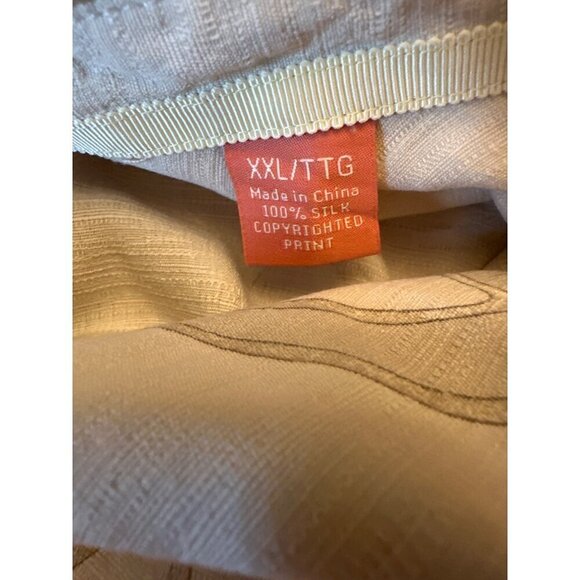 XXL/TTG
Made in China
100% SILK
COPYRIGHTED
PRINT